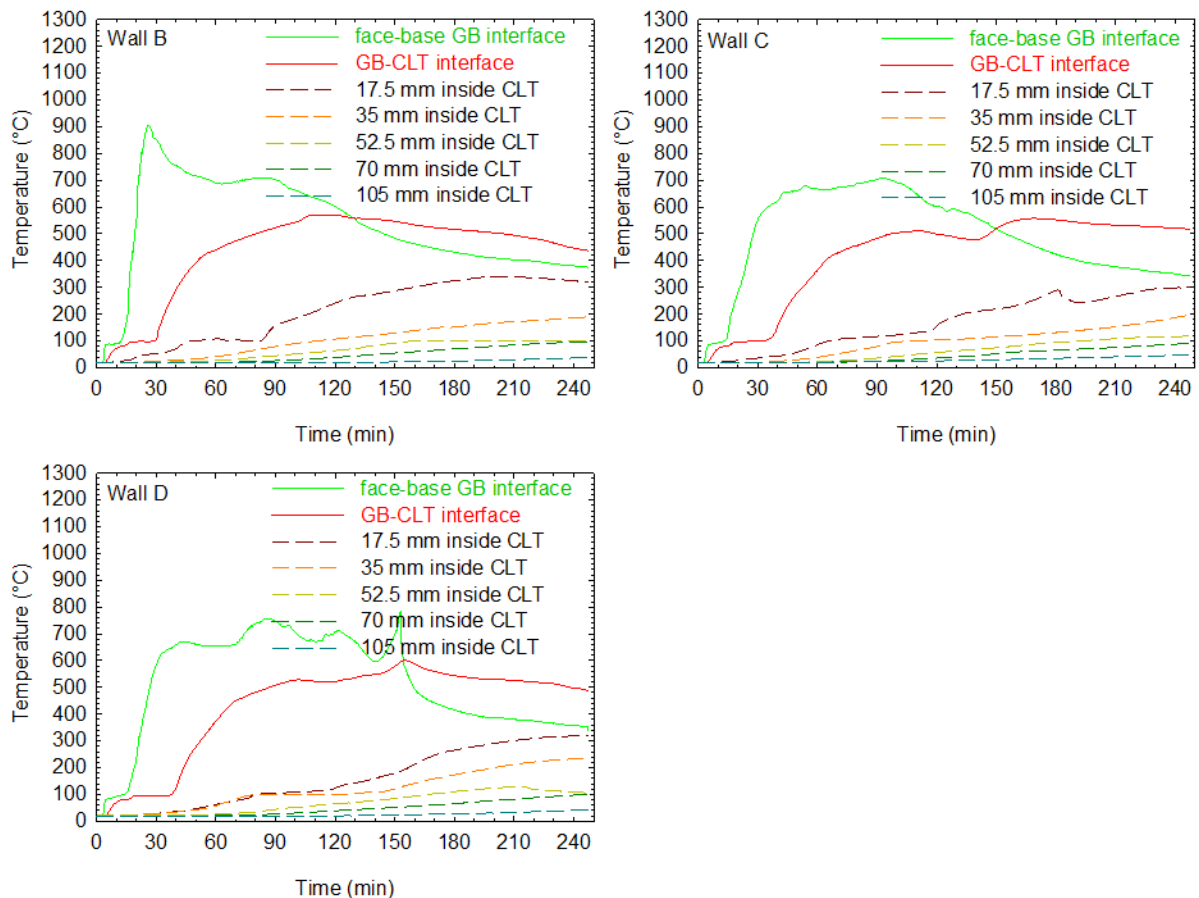 1300
1200
1100
1000
900
800
700
600
500
400
300
200
100
0
Temperature (°C)
Wall B
face-base GB interface
GB-CLT interface
17.5 mm inside CLT
35 mm inside CLT
52.5 mm inside CLT
70 mm inside CLT
105 mm inside CLT
0 30 60 90 120 150 180 210 240
Time (min)
1300
1200
1100
1000
900
800
700
600
500
400
300
200
100
0
Temperature (°C)
Wall C
face-base GB interface
GB-CLT interface
17.5 mm inside CLT
35 mm inside CLT
52.5 mm inside CLT
70 mm inside CLT
105 mm inside CLT
0 30 60 90 120 150 180 210 240
Time (min)
1300
1200
1100
1000
900
800
700
600
500
400
300
200
100
0
Temperature (°C)
Wall D
face-base GB interface
GB-CLT interface
17.5 mm inside CLT
35 mm inside CLT
52.5 mm inside CLT
70 mm inside CLT
105 mm inside CLT
0 30 60 90 120 150 180 210 240
Time (min)